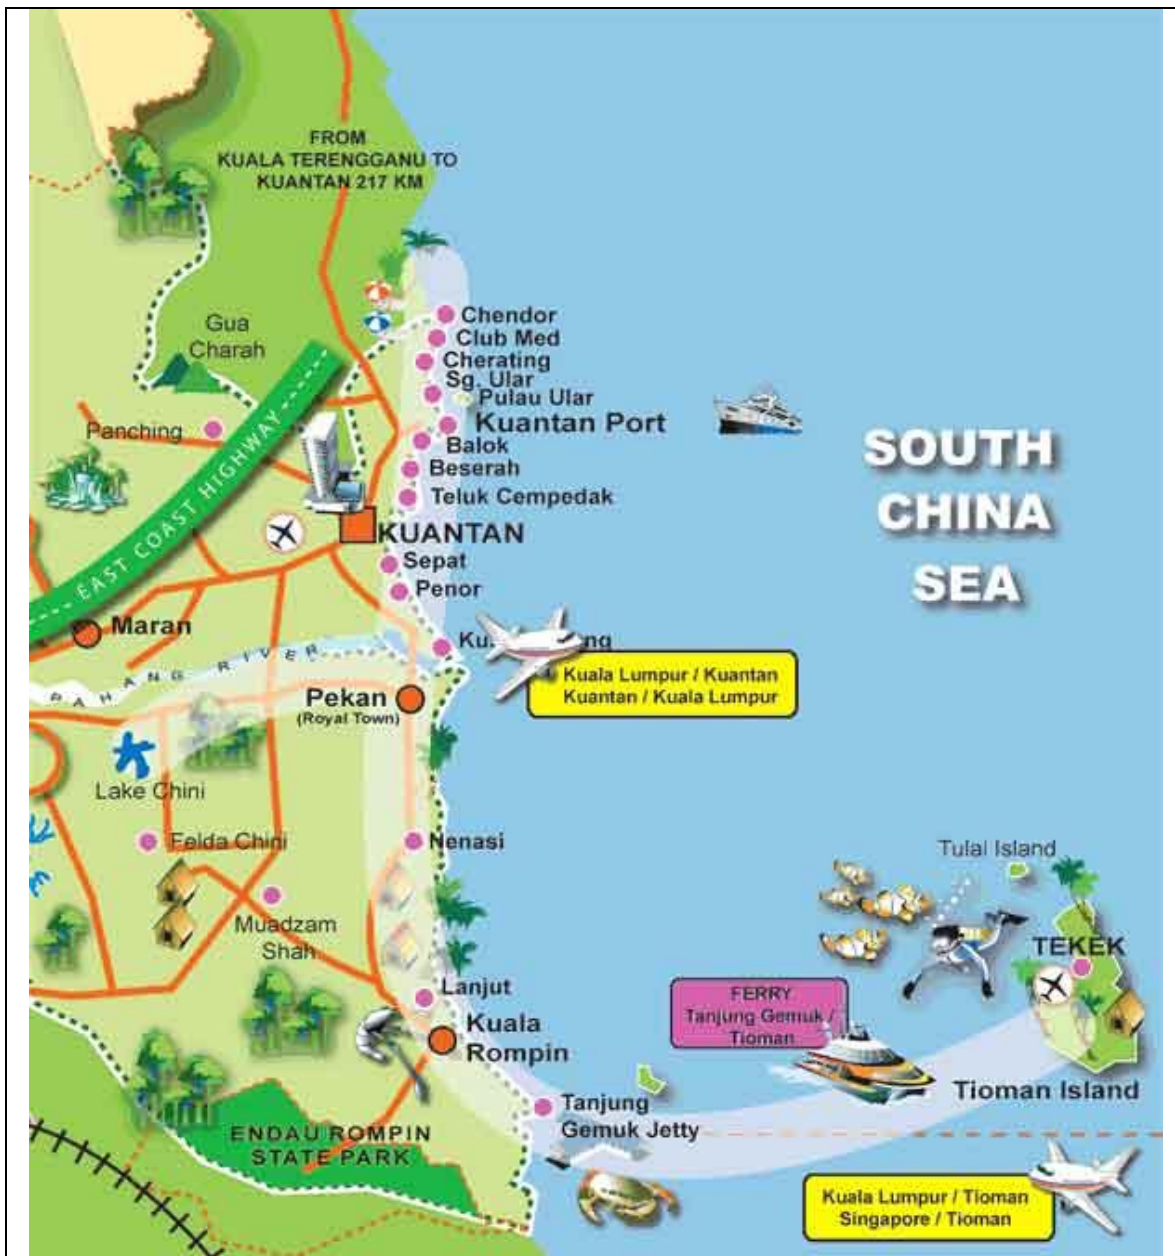 FROM
KUALA TERENGGANU TO
KUANTAN 217 KM
Chendor
Club Med
Cherating
Sg. Ular
Pulau Ular
Kuantan Port
Balok
Beserah
Teluk Cempedak
Gua
Charah
Panching
EAST COAST HIGHWAY
KUANTAN
Sepat
Penor
SOUTH
CHINA
SEA
Maran
PAHANG RIVER
Kuala Lumpur / Kuantan
Kuantan / Kuala Lumpur
Pekan
(Royal Town)
Lake Chini
Felda Chini
Nenasi
Muadzam
Shah
Tulai Island
TEKEK
Lanjut
Kuala
Rompin
FERRY
Tanjung Gemuk /
Tioman
Tioman Island
Tanjung
Gemuk Jetty
ENDAU ROMPIN
STATE PARK
Kuala Lumpur / Tioman
Singapore / Tioman